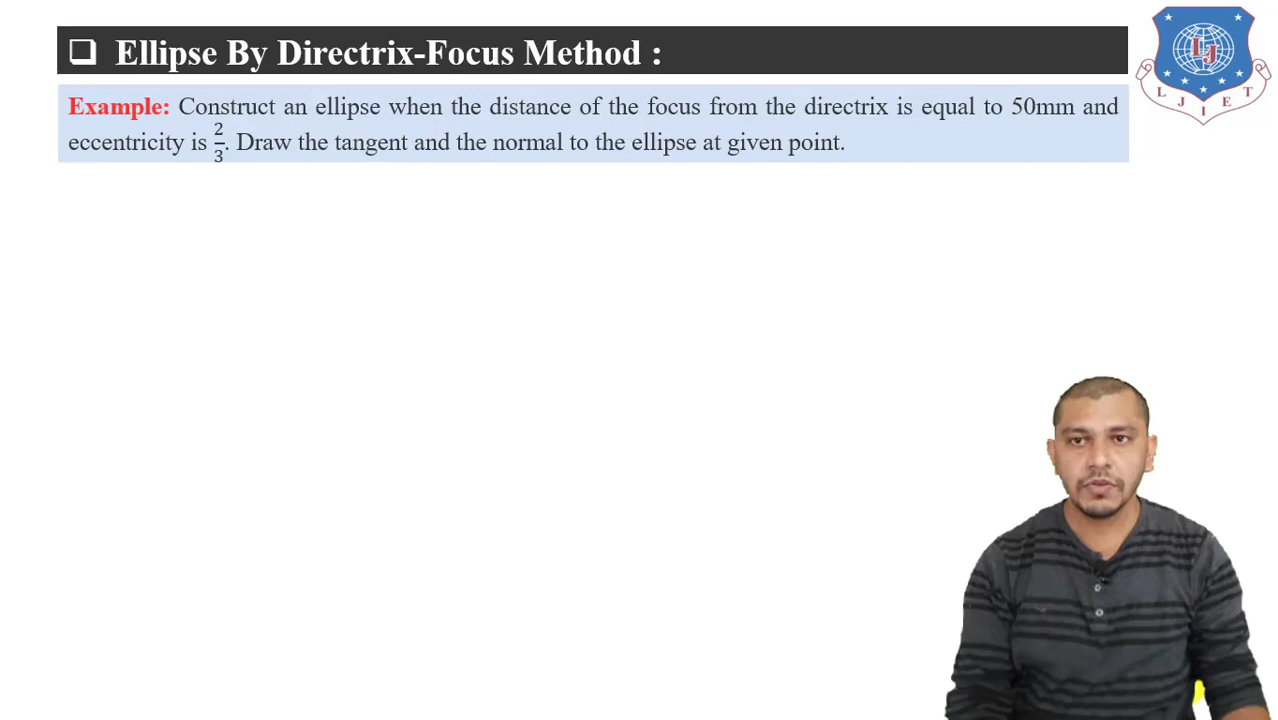 ❑ Ellipse By Directrix-Focus Method :
Example: Construct an ellipse when the distance of the focus from the directrix is equal to 50mm and
eccentricity is 2/3. Draw the tangent and the normal to the ellipse at given point.
LJ
L J I E T